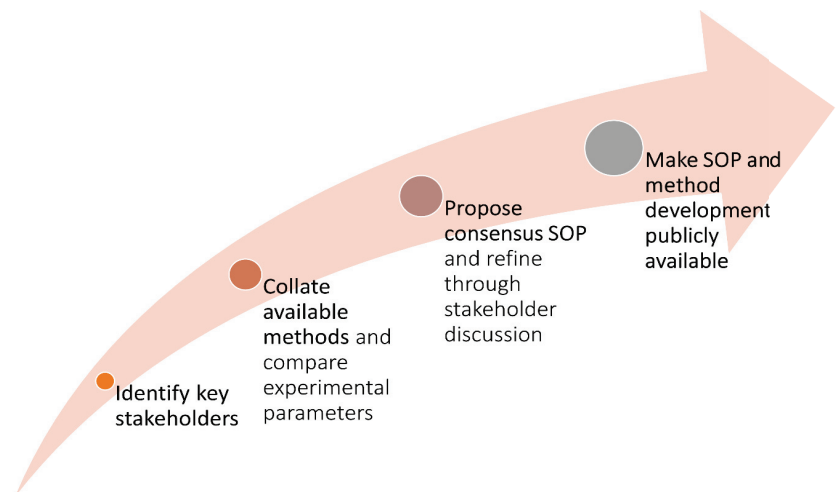 Identify key
stakeholders
Collate
available
methods and
compare
experimental
parameters
Propose
consensus SOP
and refine
through
stakeholder
discussion
Make SOP and
method
development
publicly
available